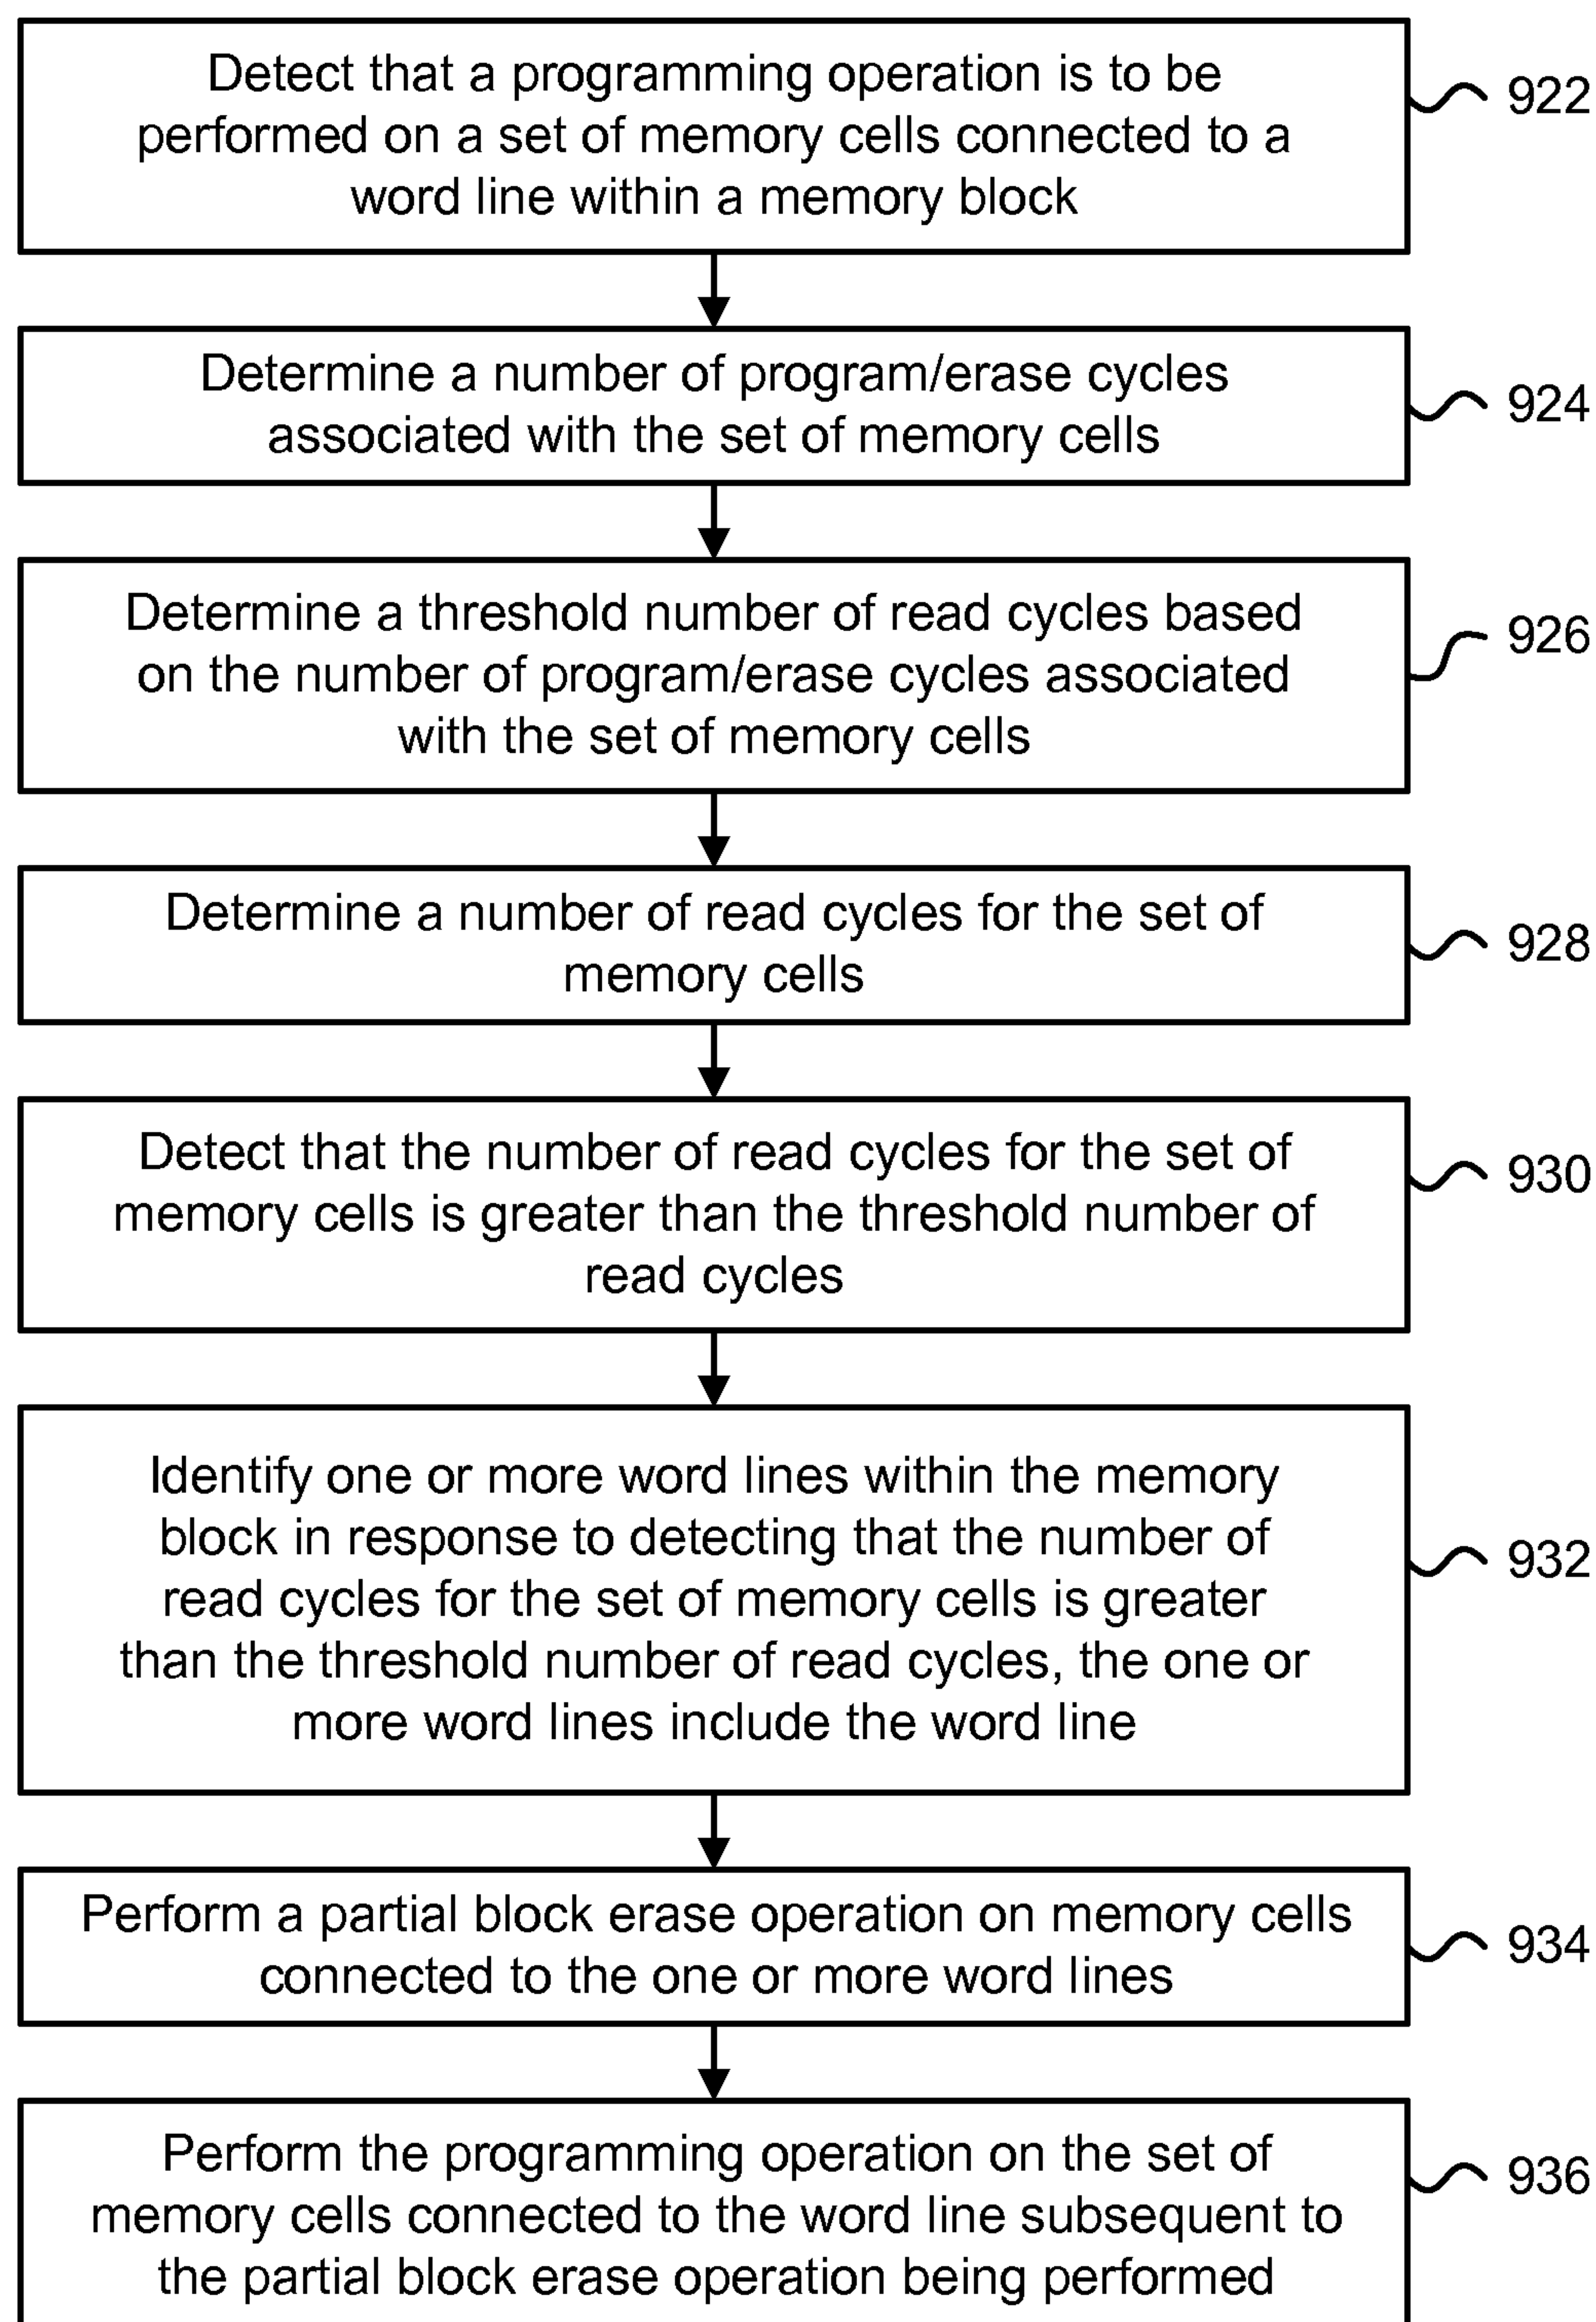 Detect that a programming operation is to be
performed on a set of memory cells connected to a
word line within a memory block
922
Determine a number of program/erase cycles
associated with the set of memory cells
924
Determine a threshold number of read cycles based
on the number of program/erase cycles associated
with the set of memory cells
926
Determine a number of read cycles for the set of
memory cells
928
Detect that the number of read cycles for the set of
memory cells is greater than the threshold number of
read cycles
930
Identify one or more word lines within the memory
block in response to detecting that the number of
read cycles for the set of memory cells is greater
than the threshold number of read cycles, the one or
more word lines include the word line
932
Perform a partial block erase operation on memory cells
connected to the one or more word lines
934
Perform the programming operation on the set of
memory cells connected to the word line subsequent to
the partial block erase operation being performed
936